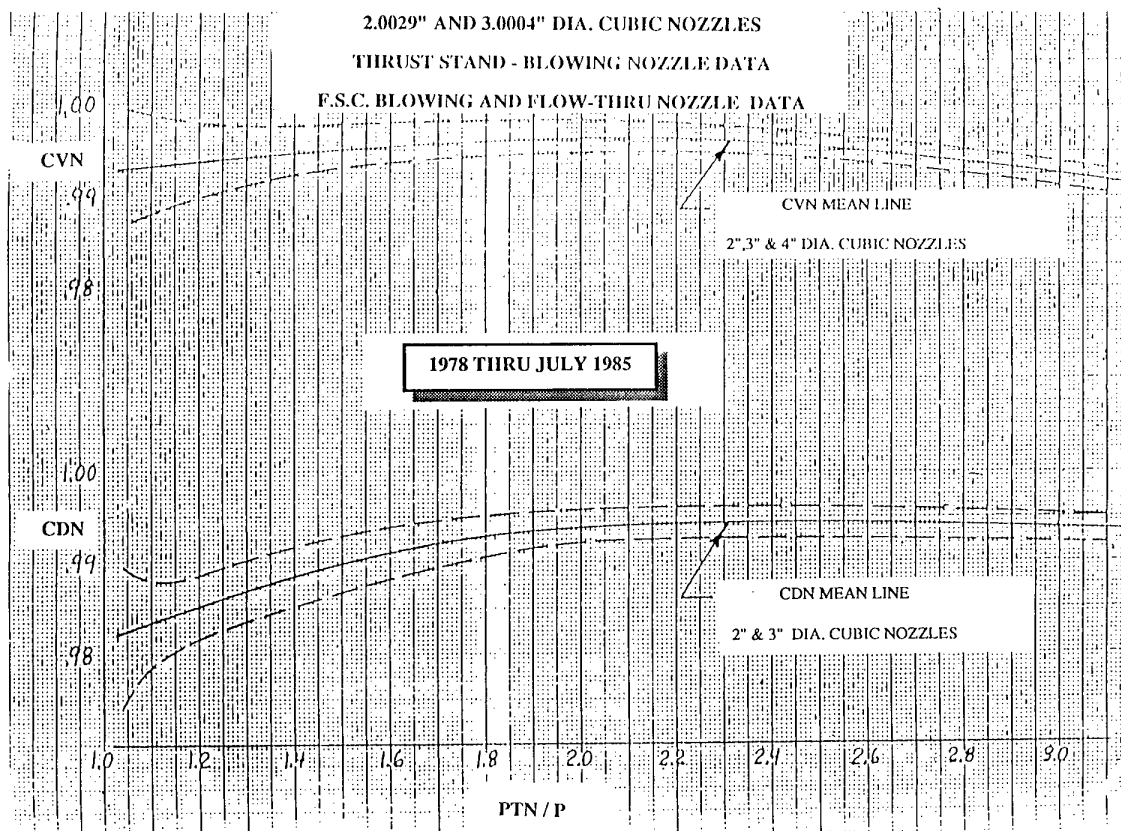 2.0029" AND 3.0004" DIA. CUBIC NOZZLES
THRUST STAND - BLOWING NOZZLE DATA
F.S.C. BLOWING AND FLOW-THRU NOZZLE DATA
1.00
CVN
.99
CVN MEAN LINE
2",3" & 4" DIA. CUBIC NOZZLES
.98
1978 THRU JULY 1985
1.00
CDN
.99
CDN MEAN LINE
2" & 3" DIA. CUBIC NOZZLES
.98
1.0 1.2 1.4 1.6 1.8 2.0 2.2 2.4 2.6 2.8 3.0
PTN / P